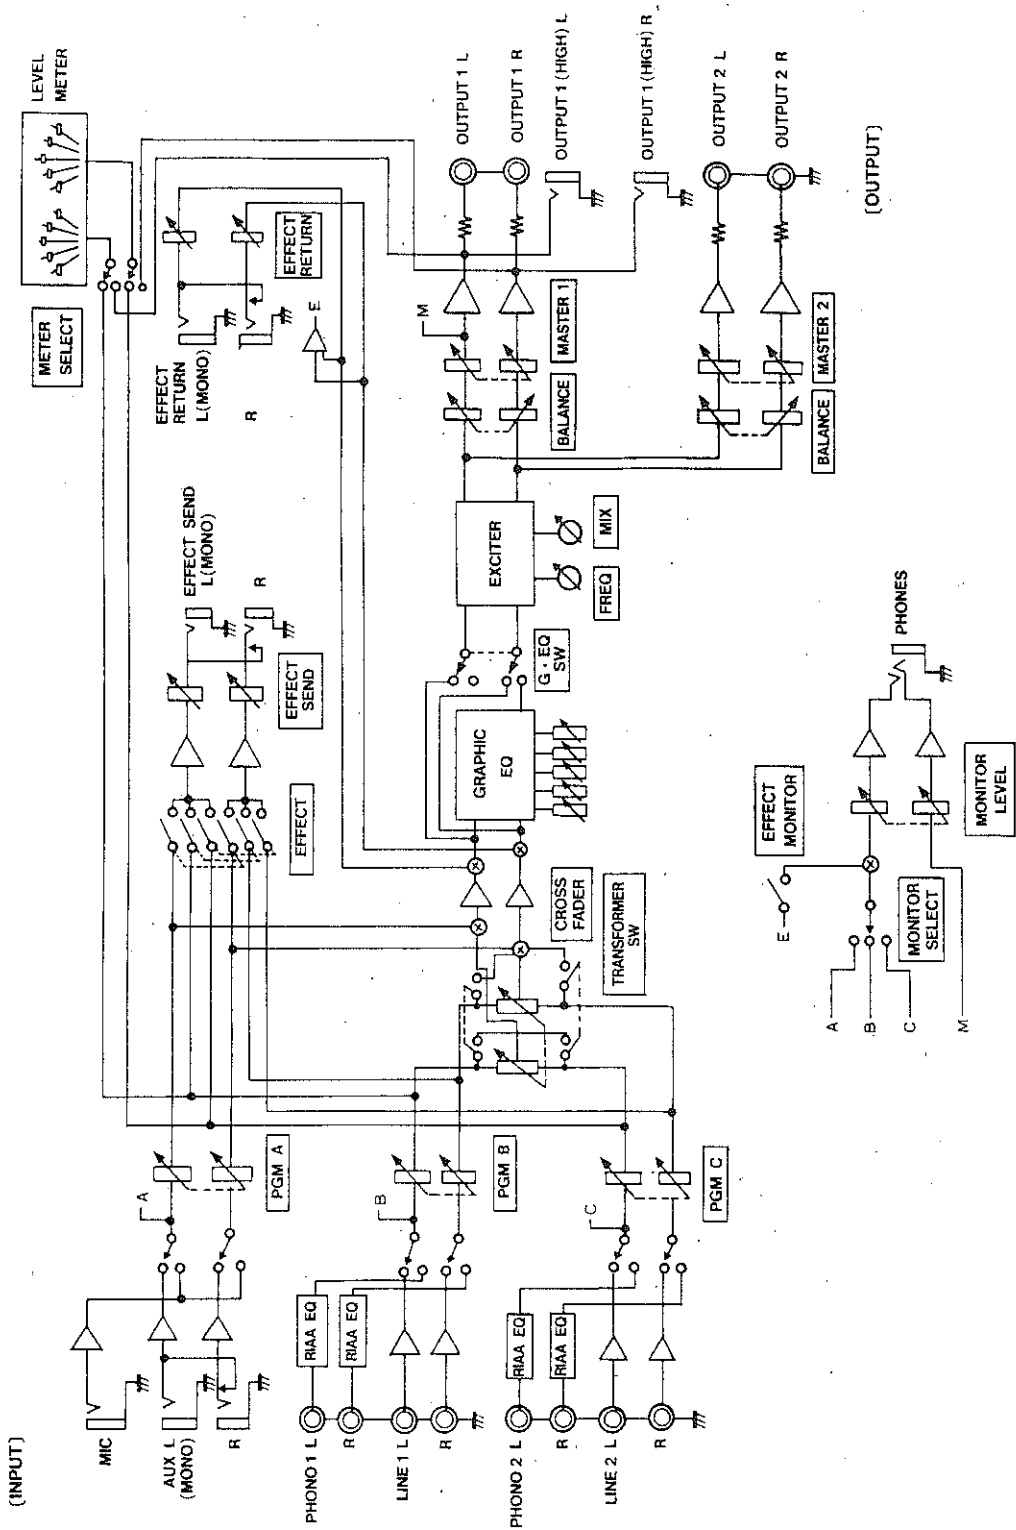 [INPUT]
MIC
AUX L
(MONO)
R
PHONO 1 L
R
LINE 1 L
R
PHONO 2 L
R
LINE 2 L
R
RIAA EQ
RIAA EQ
RIAA EQ
RIAA EQ
A
B
C
PGM A
PGM B
PGM C
CROSS
FADER
TRANSFORMER
SW
EFFECT
EFFECT
SEND
EFFECT SEND
L(MONO)
R
GRAPHIC
EQ
G·EQ
SW
EXCITER
FREQ
MIX
EFFECT
RETURN
L(MONO)
R
EFFECT
RETURN
E
METER
SELECT
LEVEL
METER
BALANCE
MASTER 1
M
BALANCE
MASTER 2
OUTPUT 1 L
OUTPUT 1 R
OUTPUT 1 (HIGH) L
OUTPUT 1 (HIGH) R
OUTPUT 2 L
OUTPUT 2 R
[OUTPUT]
A
B
C
M
E
MONITOR
SELECT
EFFECT
MONITOR
MONITOR
LEVEL
PHONES